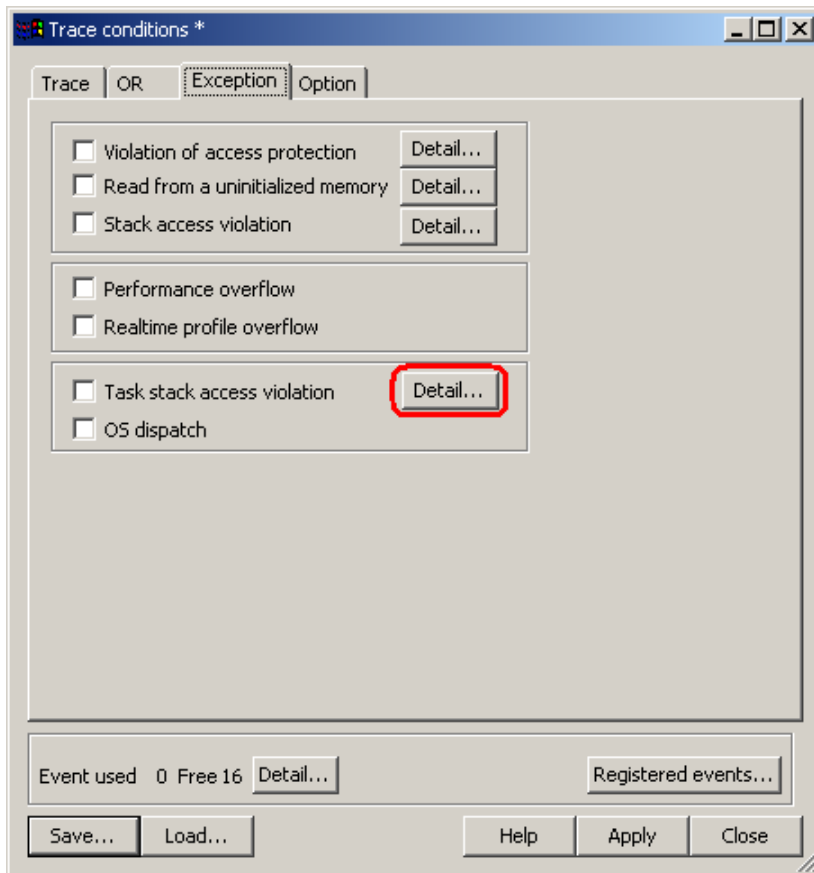 Trace conditions *
Trace OR Exception Option
Violation of access protection Detail...
Read from a uninitialized memory Detail...
Stack access violation Detail...
Performance overflow
Realtime profile overflow
Task stack access violation Detail...
OS dispatch
Event used 0 Free 16 Detail... Registered events...
Save... Load... Help Apply Close